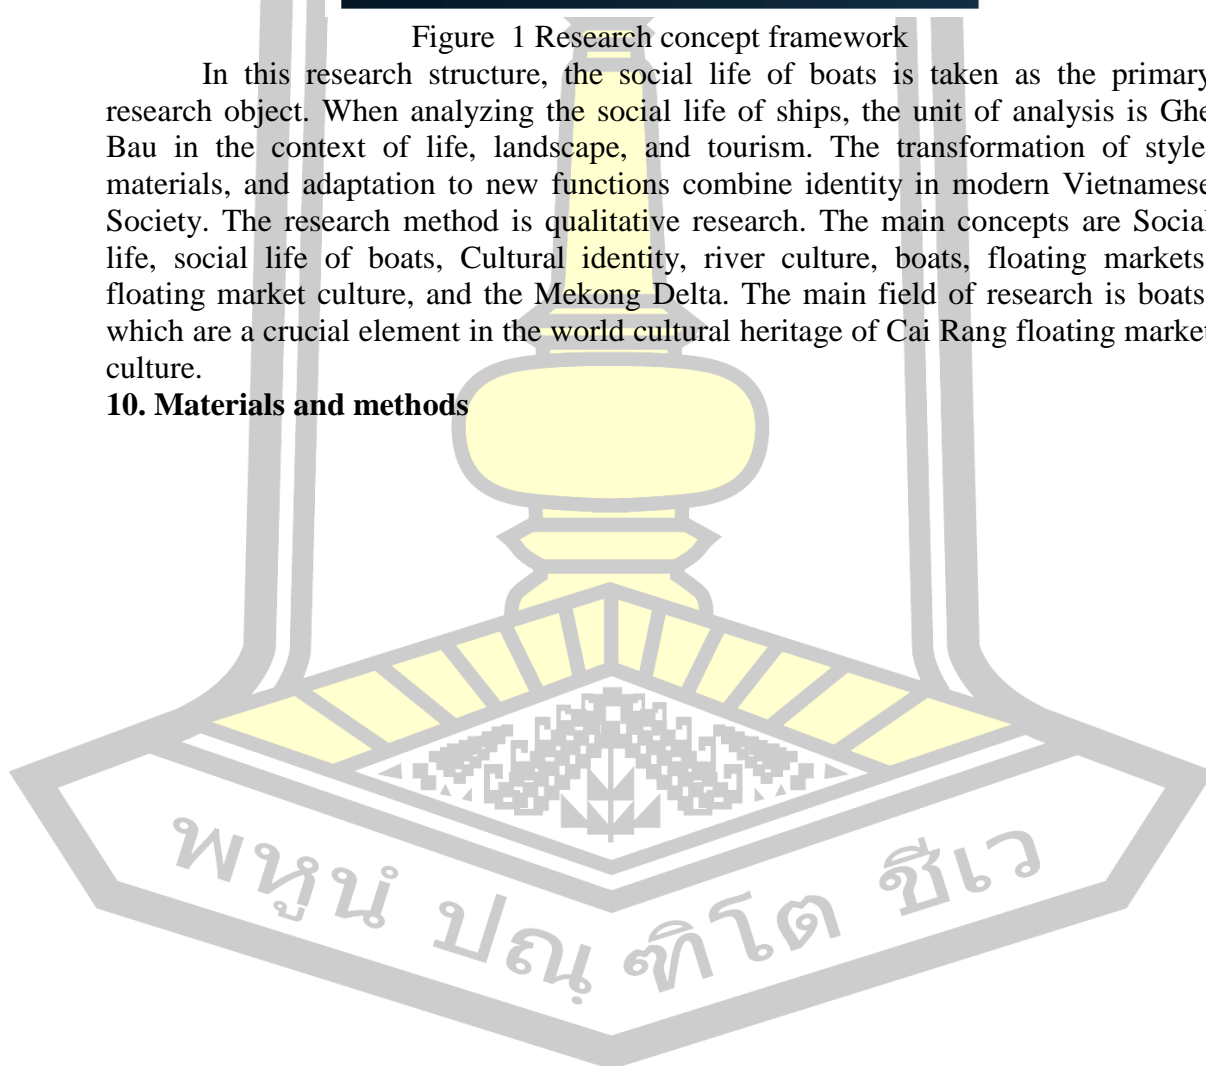 Figure 1 Research concept framework
In this research structure, the social life of boats is taken as the primary
research object. When analyzing the social life of ships, the unit of analysis is Ghe
Bau in the context of life, landscape, and tourism. The transformation of style
materials, and adaptation to new functions combine identity in modern Vietnamese
Society. The research method is qualitative research. The main concepts are Social
life, social life of boats, Cultural identity, river culture, boats, floating markets
floating market culture, and the Mekong Delta. The main field of research is boats
which are a crucial element in the world cultural heritage of Cai Rang floating market
culture.
10. Materials and methods
พหูนํ ปณฺฑิโต ชีเว